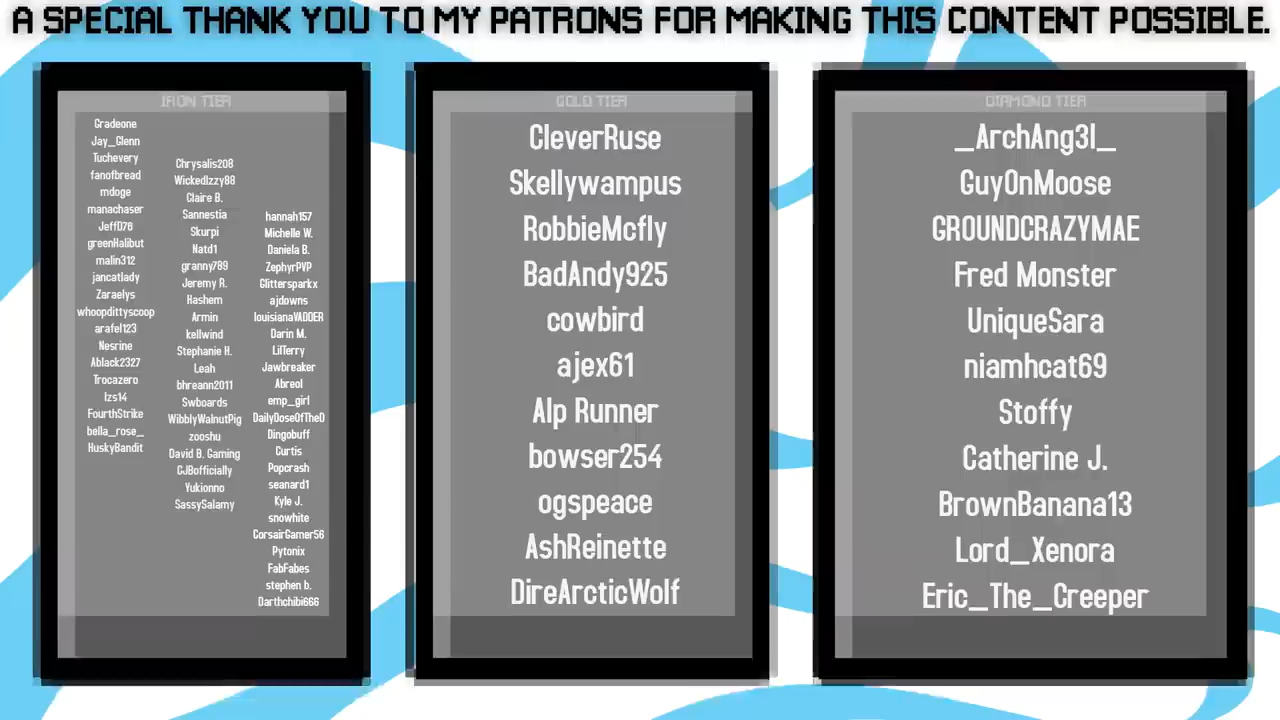 A SPECIAL THANK YOU TO MY PATRONS FOR MAKING THIS CONTENT POSSIBLE.
IRON TIER
Gradeone
Jay_Glenn
Tuchevery
fanofbread
mdoge
manachaser
JeffD76
greenHalibut
malin312
jancatlady
Zaraelys
whoopdittyscoop
arafel123
Nesrine
Ablack2327
Trocazero
Izs14
FourthStrike
bella_rose_
HuskyBandit
Chrysalis208
WickedIzzy88
Claire B.
Sannestia
Skurpi
Natd1
granny789
Jeremy R.
Hashem
Armin
kellwind
Stephanie H.
Leah
bhreann2011
Swboards
WibblyWalnutPig
zooshu
David B. Gaming
CJBofficially
Yukionno
SassySalamy
hannah157
Michelle W.
Daniela B.
ZephyrPVP
Glittersparkx
ajdowns
louisianaVADDER
Darin M.
LilTerry
Jawbreaker
Abreol
emp_girl
DailyDoseOfTheD
Dingobuff
Curtis
Popcrash
seanard1
Kyle J.
snowhite
CorsairGamer56
Pytonix
FabFabes
stephen b.
Darthchibi666
GOLD TIER
CleverRuse
Skellywampus
RobbieMcfly
BadAndy925
cowbird
ajex61
Alp Runner
bowser254
ogspeace
AshReinette
DireArcticWolf
DIAMOND TIER
_ArchAng3l_
GuyOnMoose
GROUNDCRAZYMAE
Fred Monster
UniqueSara
niamhcat69
Stoffy
Catherine J.
BrownBanana13
Lord_Xenora
Eric_The_Creeper